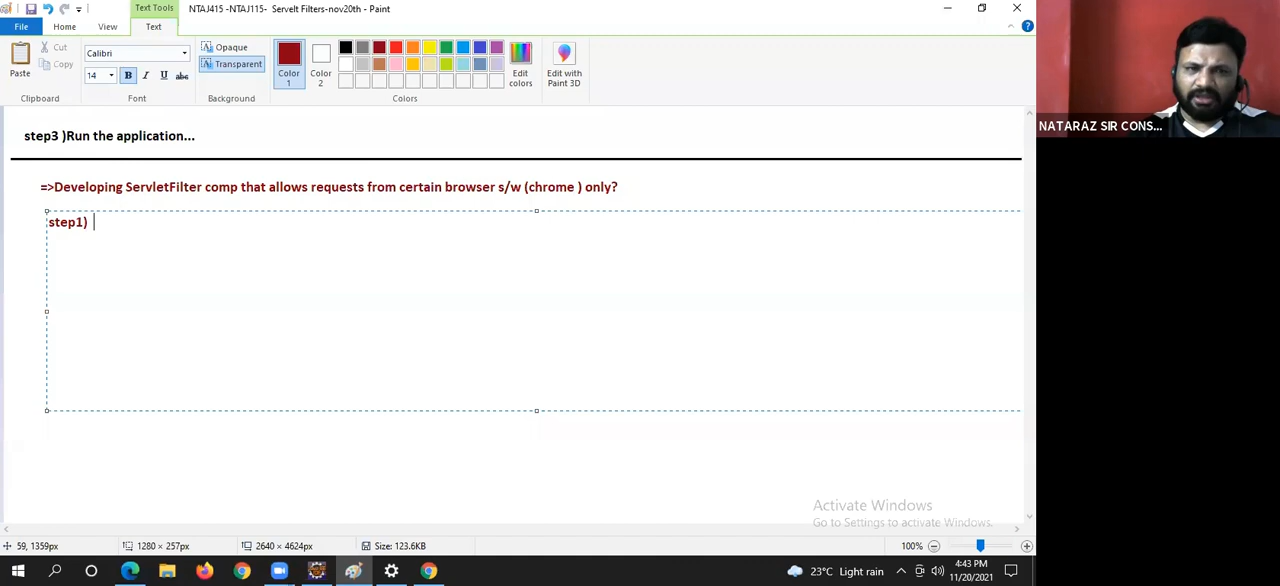 Text Tools
NTAJ415 -NTAJ115- Servelt Filters-nov20th - Paint
File
Home
View
Text
Paste
Cut
Copy
Clipboard
Calibri
14
B
I
U
abc
Font
Opaque
Transparent
Background
Color
1
Color
2
Edit
colors
Colors
Edit with
Paint 3D
NATARAZ SIR CONS...
step3 )Run the application...
=>Developing ServletFilter comp that allows requests from certain browser s/w (chrome ) only?
step1)
Activate Windows
Go to Settings to activate Windows.
59, 1359px
1280 × 257px
2640 × 4624px
Size: 123.6KB
100%
23°C Light rain
4:43 PM
11/20/2021